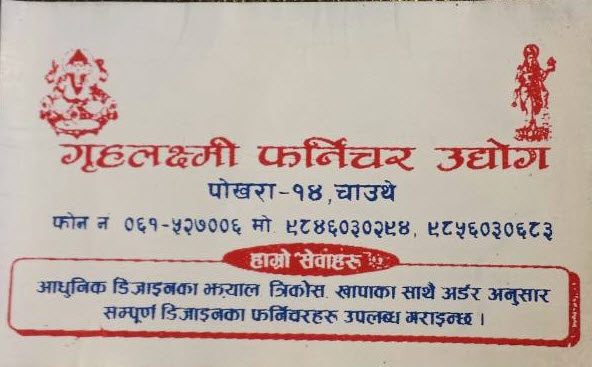 गृहलक्ष्मी फर्निचर उद्योग
पोखरा-१४, चाउथे
फोन नं ०६१-५२७००६ मो. ९८४६०३०२९४, ९८५६०३०६८३
हाम्रो सेवाहरू
आधुनिक डिजाइनका झ्याल त्रिकोस, खापाका साथै अर्डर अनुसार
सम्पूर्ण डिजाइनका फर्निचरहरू उपलब्ध गराइन्छ ।